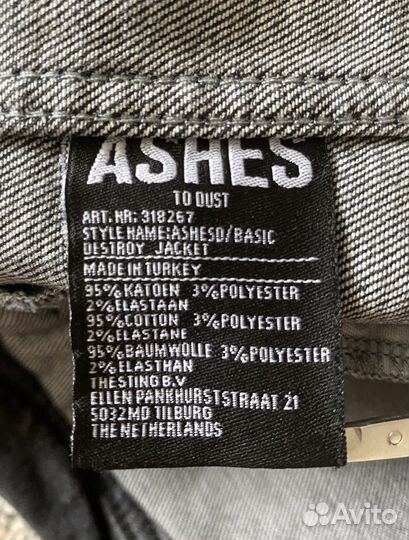 ASHES
TO DUST
ART.NR: 318267
STYLE NAME:ASHESD/BASIC
DESTROY JACKET
MADE IN TURKEY
95%KATOEN 3%POLYESTER
2%ELASTAAN
95%COTTON 3%POLYESTER
2%ELASTANE
95%BAUMWOLLE 3%POLYESTER
2%ELASTHAN
THESTING B.V
ELLEN PANKHURSTSTRAAT 21
5032MD TILBURG
THE NETHERLANDS
Avito